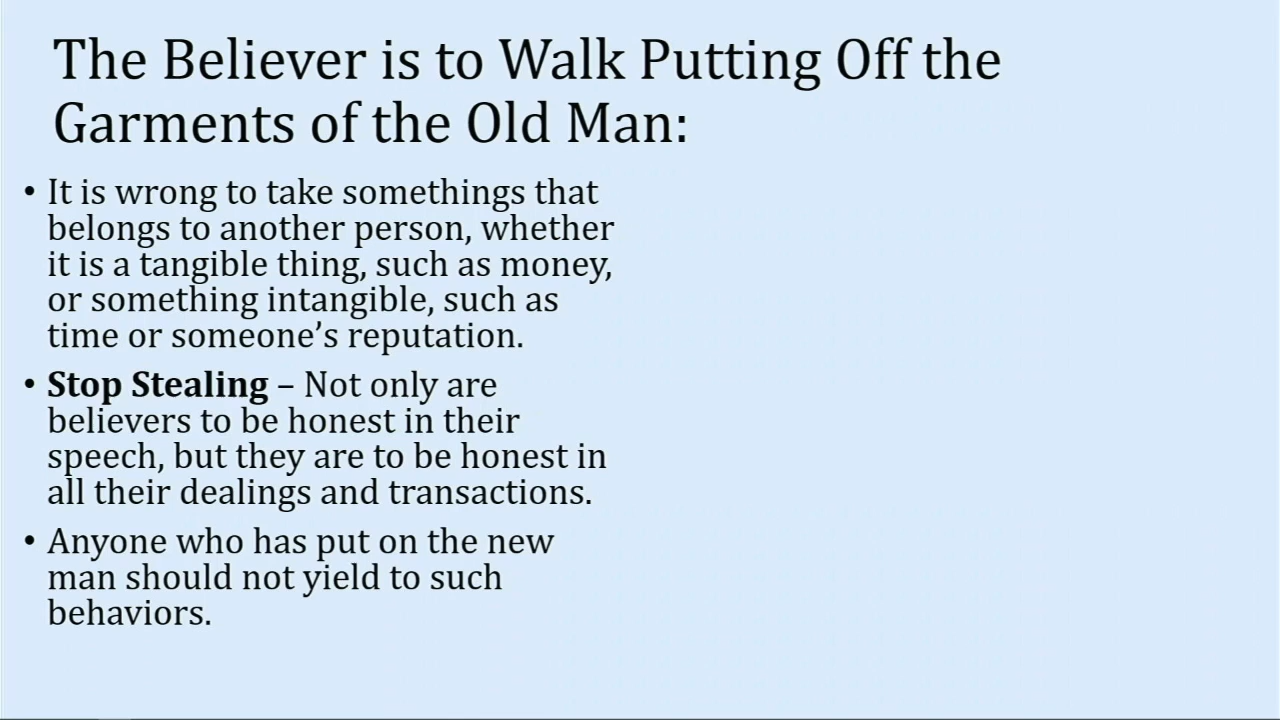 The Believer is to Walk Putting Off the
Garments of the Old Man:
• It is wrong to take somethings that
belongs to another person, whether
it is a tangible thing, such as money,
or something intangible, such as
time or someone’s reputation.
• Stop Stealing – Not only are
believers to be honest in their
speech, but they are to be honest in
all their dealings and transactions.
• Anyone who has put on the new
man should not yield to such
behaviors.